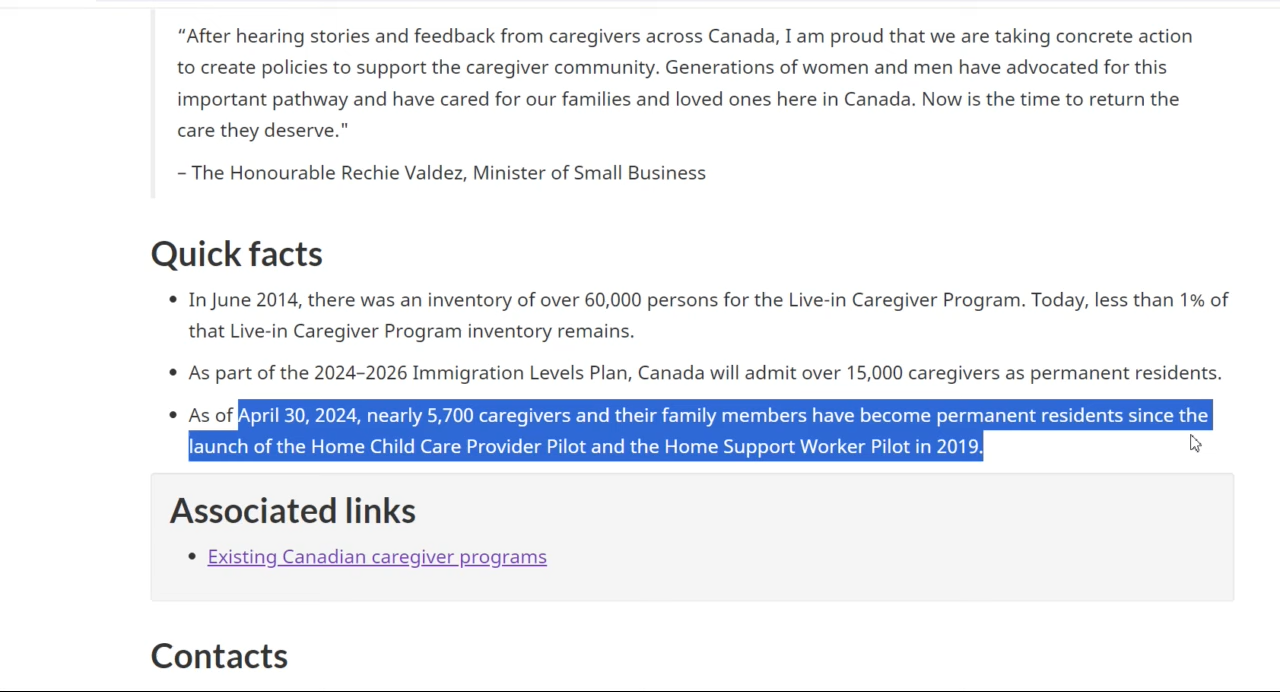 “After hearing stories and feedback from caregivers across Canada, I am proud that we are taking concrete action
to create policies to support the caregiver community. Generations of women and men have advocated for this
important pathway and have cared for our families and loved ones here in Canada. Now is the time to return the
care they deserve."
– The Honourable Rechie Valdez, Minister of Small Business
Quick facts
• In June 2014, there was an inventory of over 60,000 persons for the Live-in Caregiver Program. Today, less than 1% of
that Live-in Caregiver Program inventory remains.
• As part of the 2024–2026 Immigration Levels Plan, Canada will admit over 15,000 caregivers as permanent residents.
• As of April 30, 2024, nearly 5,700 caregivers and their family members have become permanent residents since the
launch of the Home Child Care Provider Pilot and the Home Support Worker Pilot in 2019.
Associated links
• Existing Canadian caregiver programs
Contacts